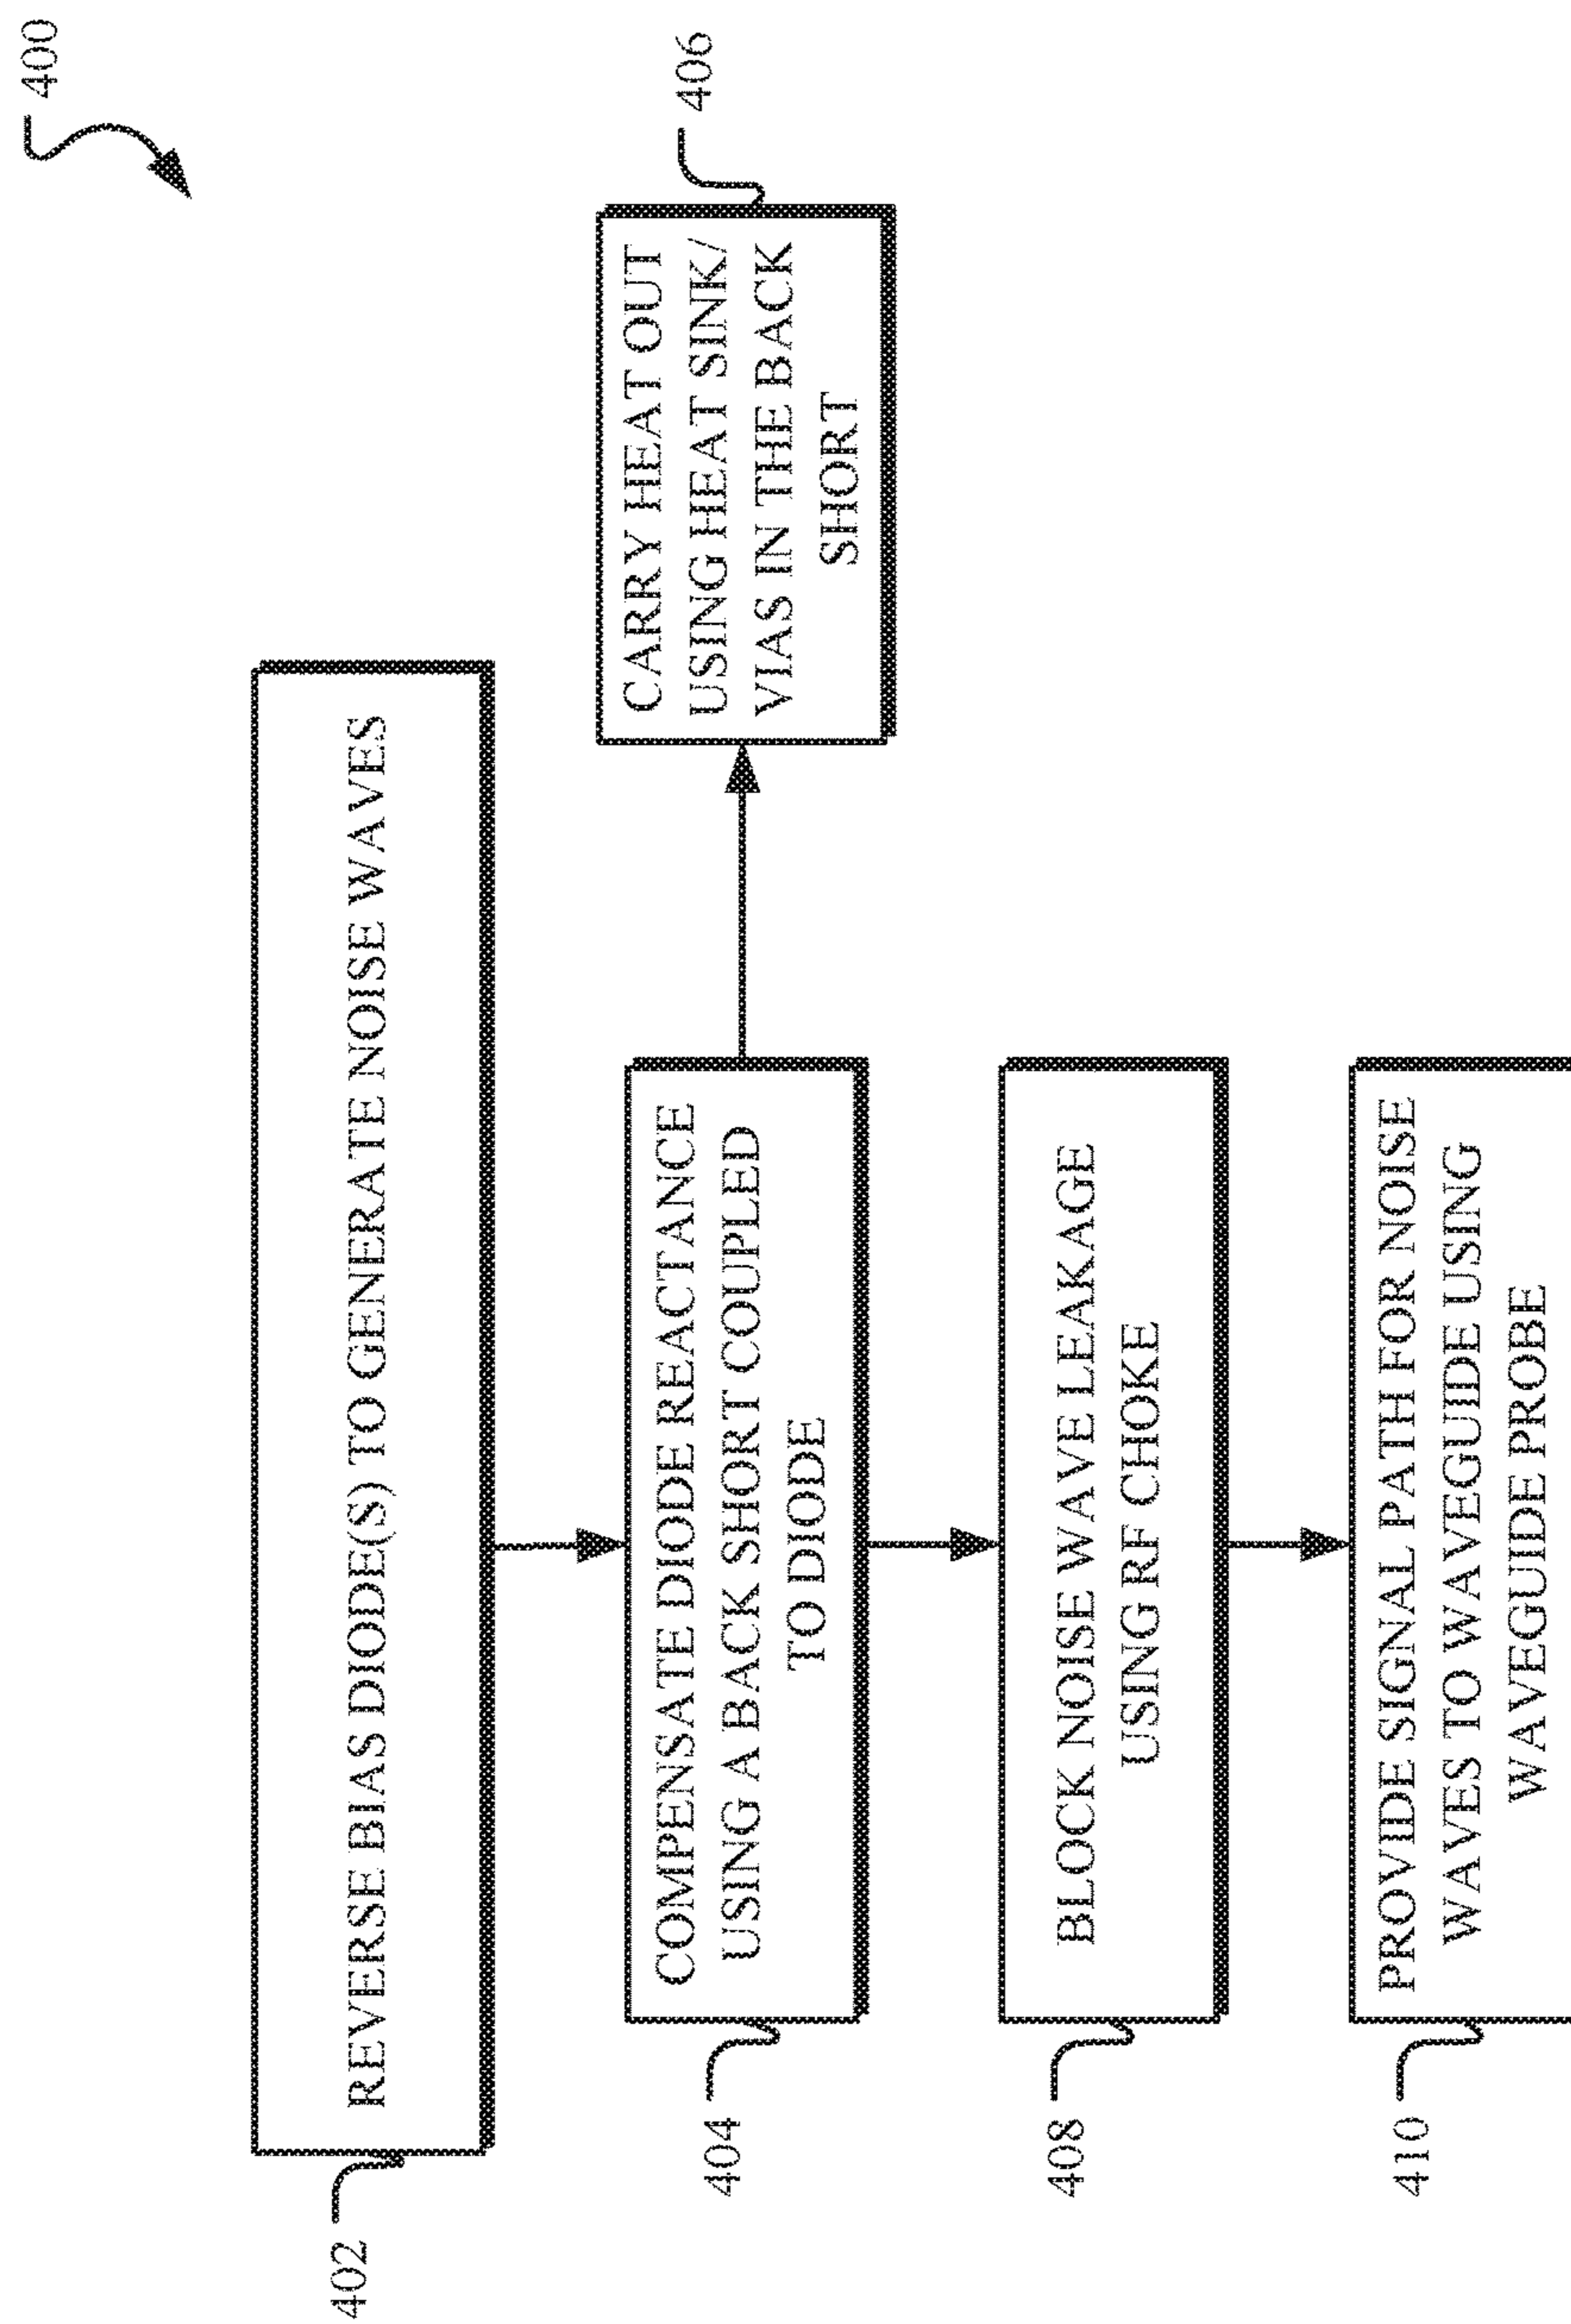 400
402
REVERSE BIAS DIODE(S) TO GENERATE NOISE WAVES
404
COMPENSATE DIODE REACTANCE
USING A BACK SHORT COUPLED
TO DIODE
406
CARRY HEAT OUT
USING HEAT SINK/
VIAS IN THE BACK
SHORT
408
BLOCK NOISE WAVE LEAKAGE
USING RF CHOKE
410
PROVIDE SIGNAL PATH FOR NOISE
WAVES TO WAVEGUIDE USING
WAVEGUIDE PROBE